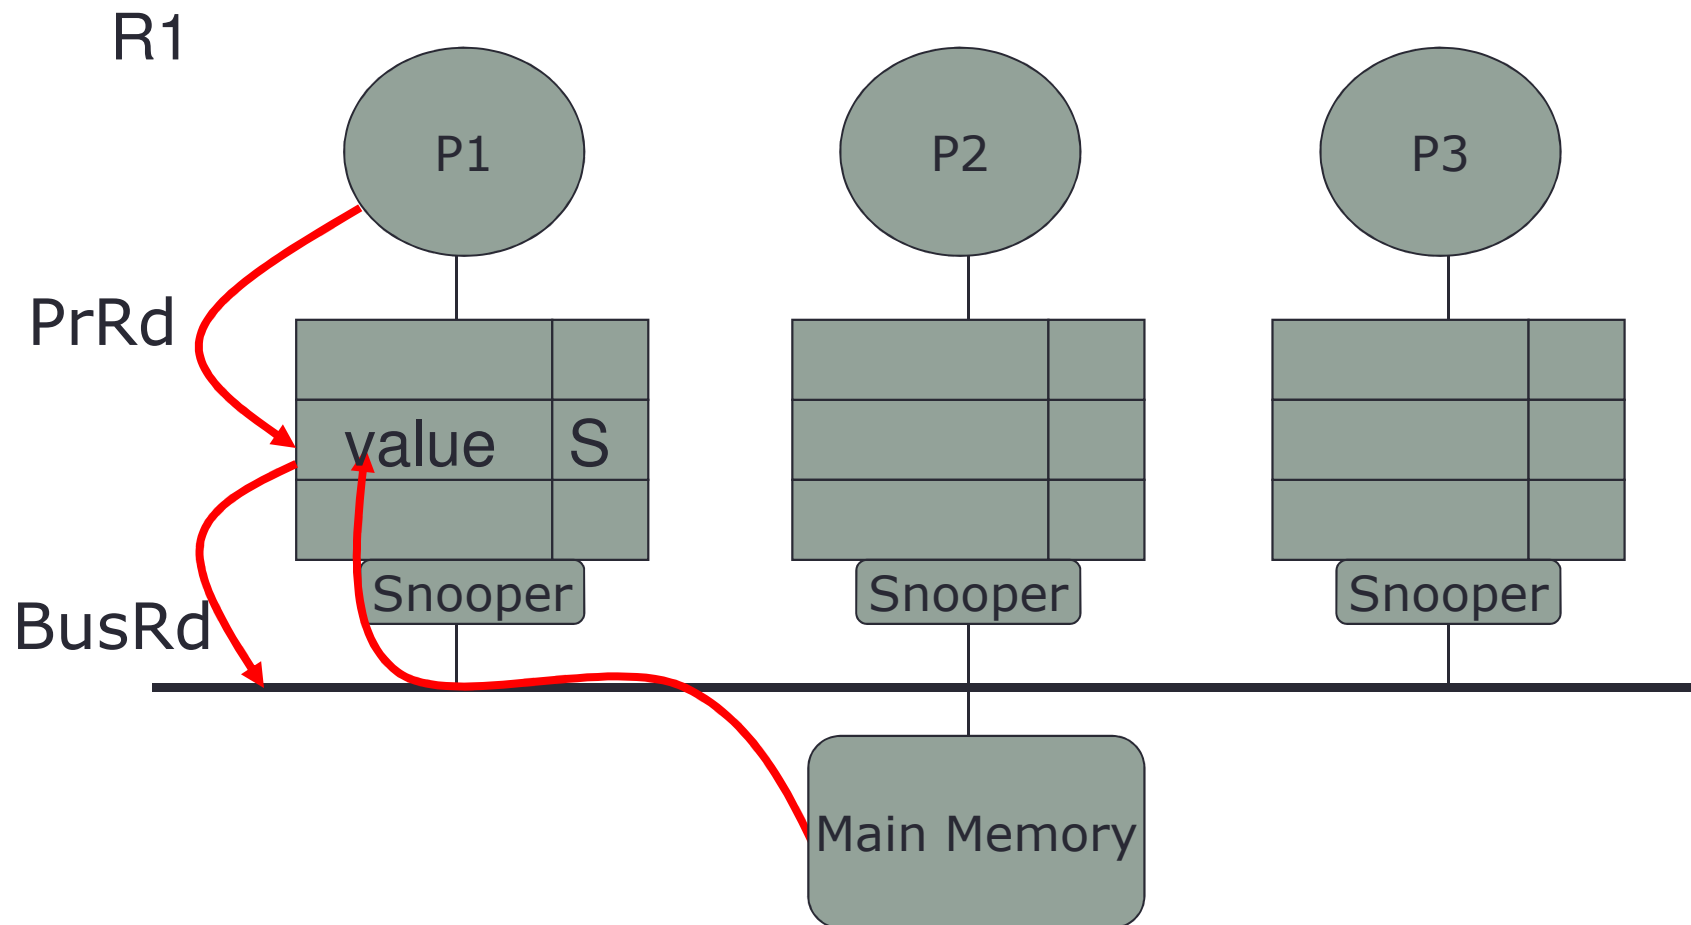 R1
P1
P2
P3
PrRd
value
S
BusRd
Snooper
Snooper
Snooper
Main Memory